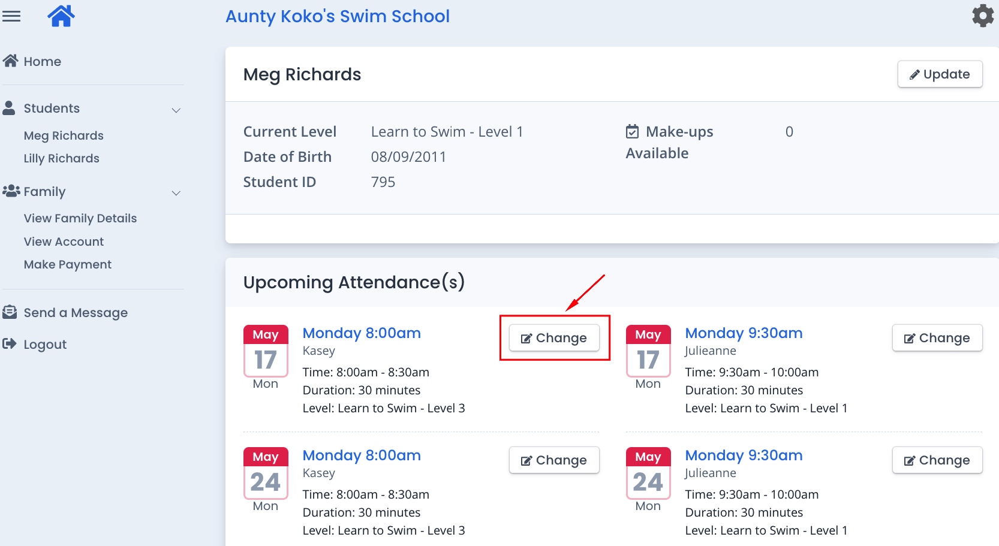 Aunty Koko's Swim School
Home
Students
Meg Richards
Lilly Richards
Family
View Family Details
View Account
Make Payment
Send a Message
Logout
Meg Richards
Update
Current Level Learn to Swim - Level 1
Date of Birth 08/09/2011
Student ID 795
Make-ups Available 0
Upcoming Attendance(s)
May
17
Mon
Monday 8:00am
Kasey
Time: 8:00am - 8:30am
Duration: 30 minutes
Level: Learn to Swim - Level 3
Change
May
17
Mon
Monday 9:30am
Julieanne
Time: 9:30am - 10:00am
Duration: 30 minutes
Level: Learn to Swim - Level 1
Change
May
24
Mon
Monday 8:00am
Kasey
Time: 8:00am - 8:30am
Duration: 30 minutes
Level: Learn to Swim - Level 3
Change
May
24
Mon
Monday 9:30am
Julieanne
Time: 9:30am - 10:00am
Duration: 30 minutes
Level: Learn to Swim - Level 1
Change